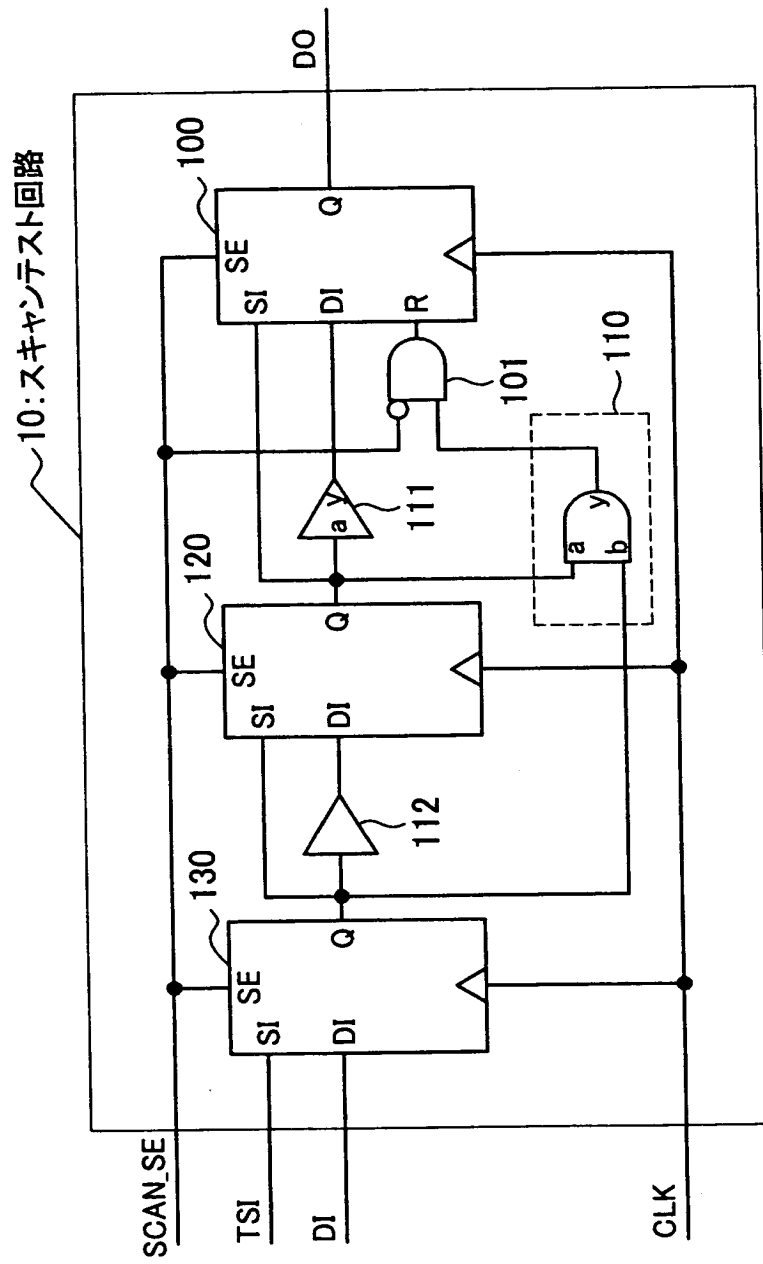 10:スキャンテスト回路
SCAN_SE
TSI
DI
CLK
130
SE
SI
DI
Q
112
120
SE
SI
DI
Q
a y
111
100
SE
SI
DI
R
Q
101
110
a
b
y
DO